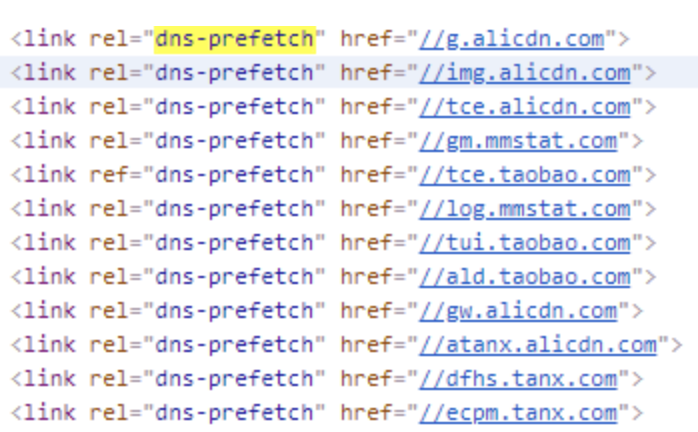 <link rel="dns-prefetch" href="//g.alicdn.com">
<link rel="dns-prefetch" href="//img.alicdn.com">
<link rel="dns-prefetch" href="//tce.alicdn.com">
<link rel="dns-prefetch" href="//gm.mmstat.com">
<link ref="dns-prefetch" href="//tce.taobao.com">
<link rel="dns-prefetch" href="//log.mmstat.com">
<link rel="dns-prefetch" href="//tui.taobao.com">
<link rel="dns-prefetch" href="//ald.taobao.com">
<link rel="dns-prefetch" href="//gw.alicdn.com">
<link rel="dns-prefetch" href="//atanx.alicdn.com">
<link rel="dns-prefetch" href="//dfhs.tanx.com">
<link rel="dns-prefetch" href="//ecpm.tanx.com">